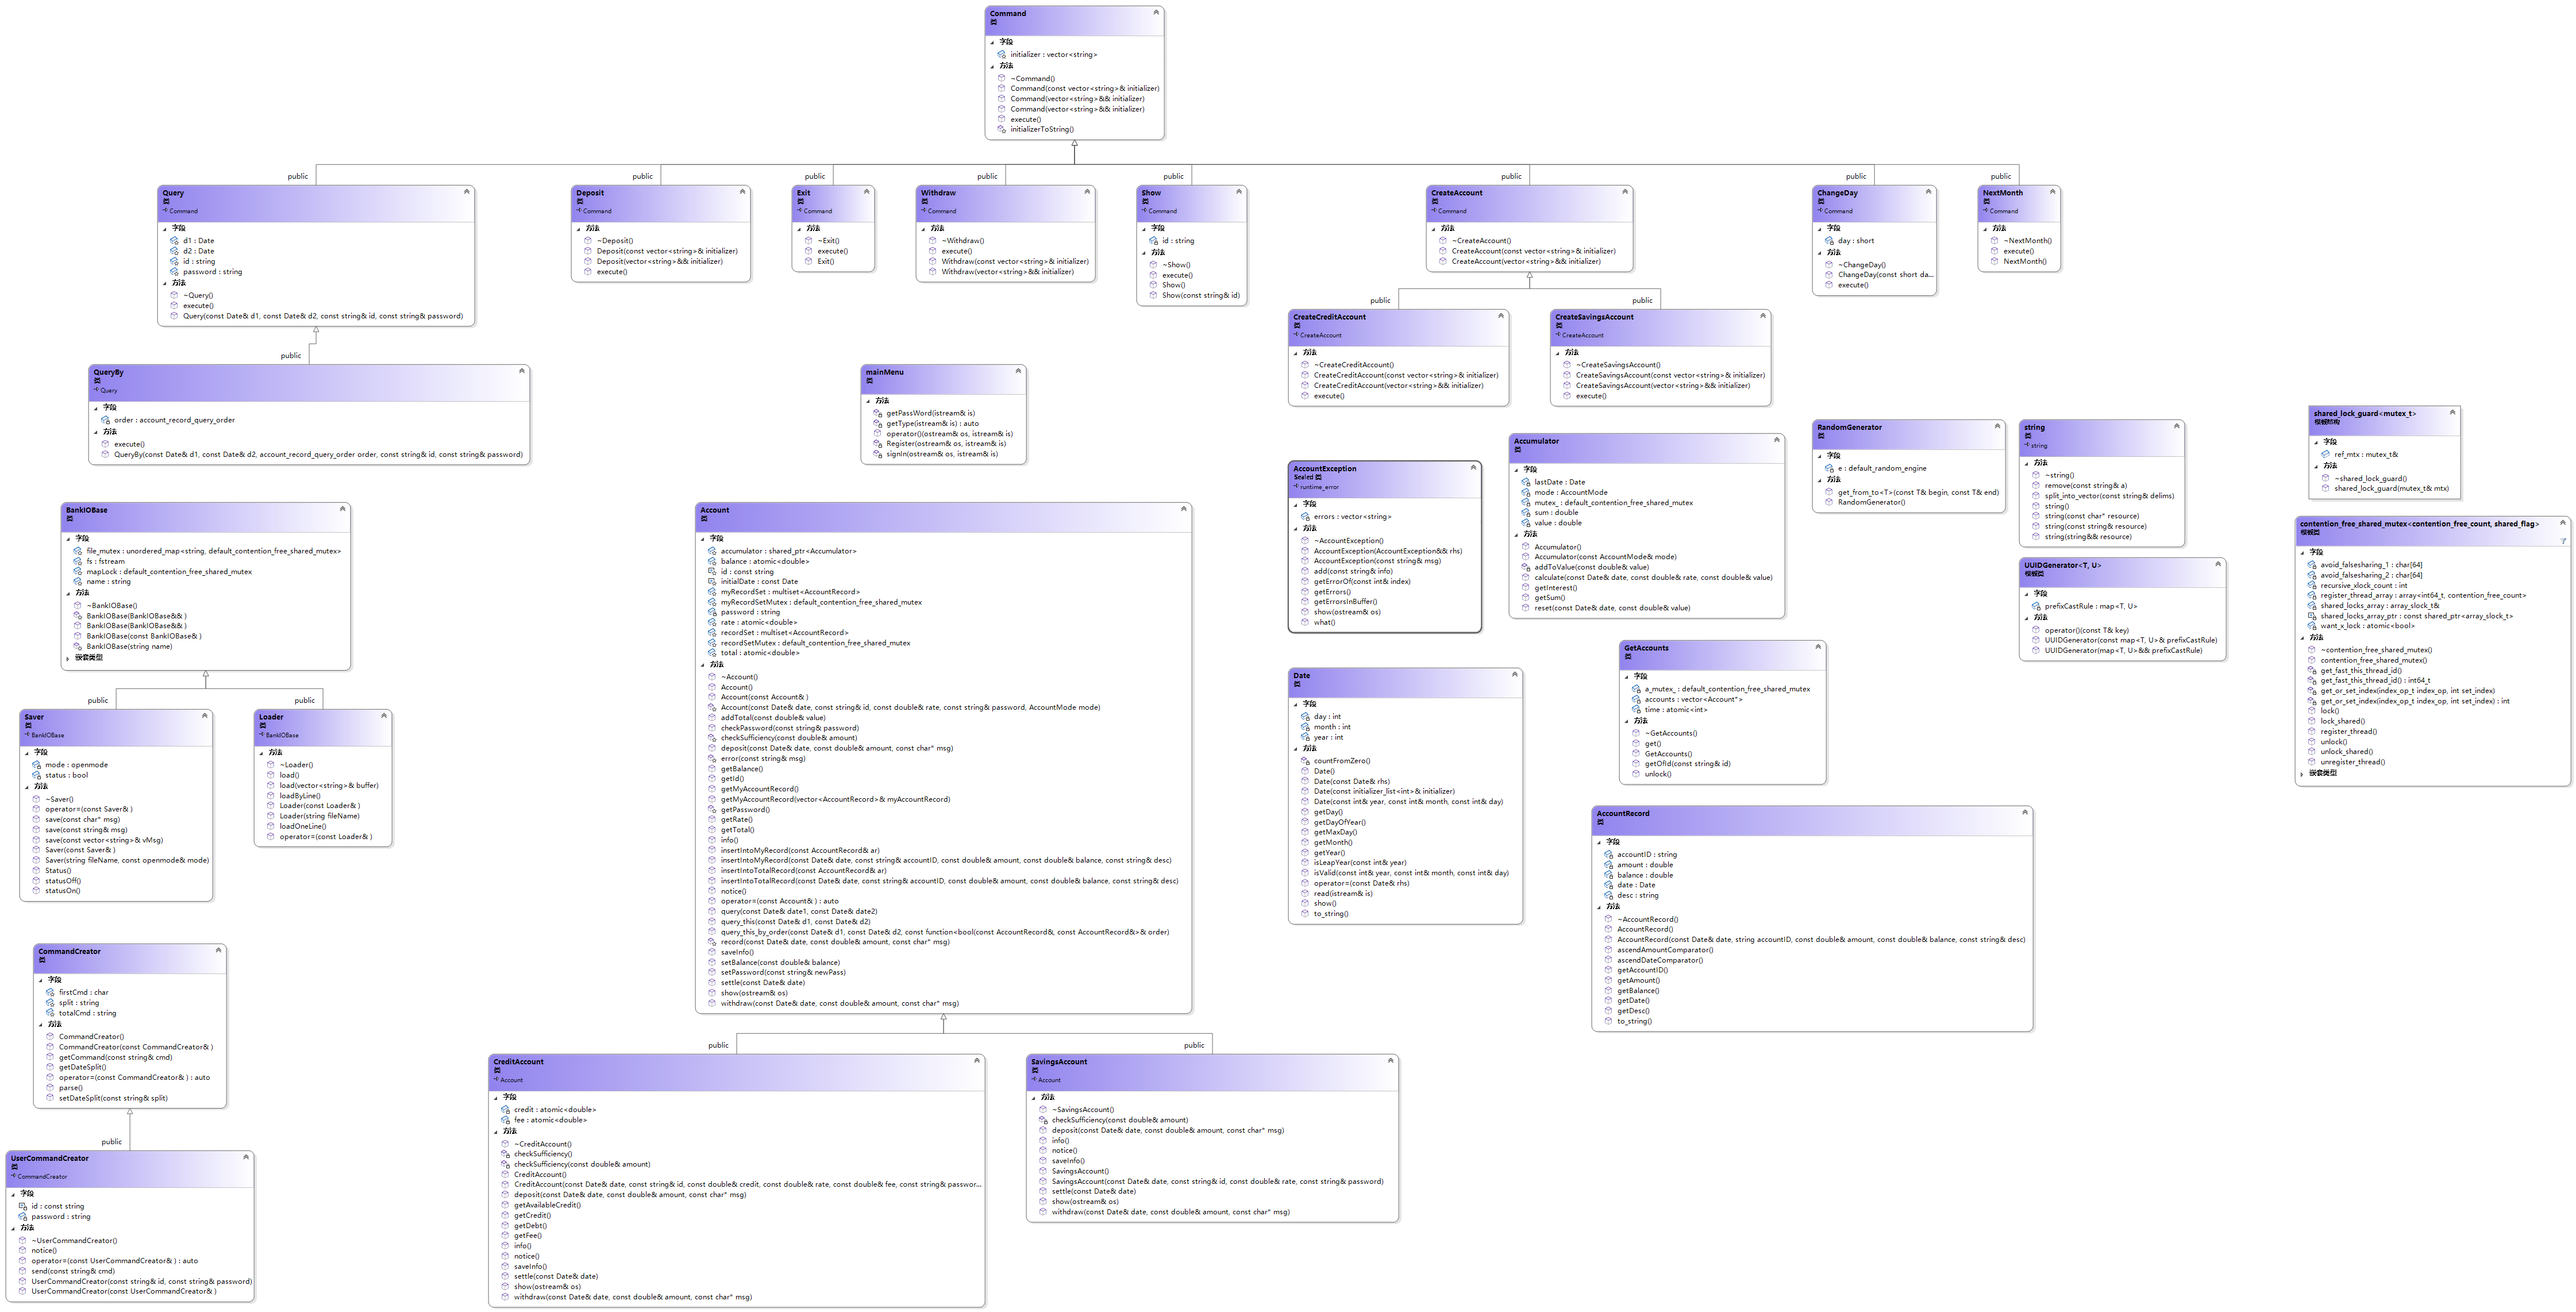 Command
类
字段
initializer : vector<string>
方法
~Command()
Command(const vector<string>& initializer)
Command(vector<string>&& initializer)
Command(vector<string>&& initializer)
execute()
initializerToString()
public
public
public
public
public
public
public
public
Query
类
Command
字段
d1 : Date
d2 : Date
id : string
password : string
方法
~Query()
execute()
Query(const Date& d1, const Date& d2, const string& id, const string& password)
Deposit
类
Command
方法
~Deposit()
Deposit(const vector<string>& initializer)
Deposit(vector<string>&& initializer)
execute()
Exit
类
Command
方法
~Exit()
execute()
Exit()
Withdraw
类
Command
方法
~Withdraw()
execute()
Withdraw(const vector<string>& initializer)
Withdraw(vector<string>&& initializer)
Show
类
Command
字段
id : string
方法
~Show()
execute()
Show()
Show(const string& id)
CreateAccount
类
Command
方法
~CreateAccount()
CreateAccount(const vector<string>& initializer)
CreateAccount(vector<string>&& initializer)
ChangeDay
类
Command
字段
day : short
方法
~ChangeDay()
ChangeDay(const short da...
execute()
NextMonth
类
Command
方法
~NextMonth()
execute()
NextMonth()
public
public
CreateCreditAccount
类
CreateAccount
方法
~CreateCreditAccount()
CreateCreditAccount(const vector<string>& initializer)
CreateCreditAccount(vector<string>&& initializer)
execute()
CreateSavingsAccount
类
CreateAccount
方法
~CreateSavingsAccount()
CreateSavingsAccount(const vector<string>& initializer)
CreateSavingsAccount(vector<string>&& initializer)
execute()
public
QueryBy
类
Query
字段
order : account_record_query_order
方法
execute()
QueryBy(const Date& d1, const Date& d2, account_record_query_order order, const string& id, const string& password)
mainMenu
类
方法
getPassWord(istream& is)
getType(istream& is) : auto
operator()(ostream& os, istream& is)
Register(ostream& os, istream& is)
signIn(ostream& os, istream& is)
AccountException
Sealed 类
runtime_error
字段
errors : vector<string>
方法
~AccountException()
AccountException(AccountException&& rhs)
AccountException(const string& msg)
add(const string& info)
getErrorOf(const int& index)
getErrors()
getErrorsInBuffer()
show(ostream& os)
what()
Accumulator
类
字段
lastDate : Date
mode : AccountMode
mutex_ : default_contention_free_shared_mutex
sum : double
value : double
方法
Accumulator()
Accumulator(const AccountMode& mode)
addToValue(const double& value)
calculate(const Date& date, const double& rate, const double& value)
getInterest()
getSum()
reset(const Date& date, const double& value)
RandomGenerator
类
字段
e : default_random_engine
方法
get_from_to<T>(const T& begin, const T& end)
RandomGenerator()
string
类
string
方法
~string()
remove(const string& a)
split_into_vector(const string& delims)
string()
string(const char* resource)
string(const string& resource)
string(string&& resource)
shared_lock_guard<mutex_t>
模板结构
字段
ref_mtx : mutex_t&
方法
~shared_lock_guard()
shared_lock_guard(mutex_t& mtx)
contention_free_shared_mutex<contention_free_count, shared_flag>
模板类
字段
avoid_falsesharing_1 : char[64]
avoid_falsesharing_2 : char[64]
recursive_xlock_count : int
register_thread_array : array<int64_t, contention_free_count>
shared_locks_array : array_slock_t&
shared_locks_array_ptr : const shared_ptr<array_slock_t>
want_x_lock : atomic<bool>
方法
~contention_free_shared_mutex()
contention_free_shared_mutex()
get_fast_this_thread_id()
get_fast_this_thread_id() : int64_t
get_or_set_index(index_op_t index_op, int set_index)
get_or_set_index(index_op_t index_op, int set_index) : int
lock()
lock_shared()
register_thread()
unlock()
unlock_shared()
unregister_thread()
嵌套类型
UUIDGenerator<T, U>
模板类
字段
prefixCastRule : map<T, U>
方法
operator()(const T& key)
UUIDGenerator(const map<T, U>& prefixCastRule)
UUIDGenerator(map<T, U>&& prefixCastRule)
BankIOBase
类
字段
file_mutex : unordered_map<string, default_contention_free_shared_mutex>
fs : fstream
mapLock : default_contention_free_shared_mutex
name : string
方法
~BankIOBase()
BankIOBase(BankIOBase&& )
BankIOBase(BankIOBase&& )
BankIOBase(const BankIOBase& )
BankIOBase(string name)
嵌套类型
public
public
Saver
类
BankIOBase
字段
mode : openmode
status : bool
方法
~Saver()
operator=(const Saver& )
save(const char* msg)
save(const string& msg)
save(const vector<string>& vMsg)
Saver(const Saver& )
Saver(string fileName, const openmode& mode)
Status()
statusOff()
statusOn()
Loader
类
BankIOBase
方法
~Loader()
load()
load(vector<string>& buffer)
loadByLine()
Loader(const Loader& )
Loader(string fileName)
loadOneLine()
operator=(const Loader& )
Account
类
字段
accumulator : shared_ptr<Accumulator>
balance : atomic<double>
id : const string
initialDate : const Date
myRecordSet : multiset<AccountRecord>
myRecordSetMutex : default_contention_free_shared_mutex
password : string
rate : atomic<double>
recordSet : multiset<AccountRecord>
recordSetMutex : default_contention_free_shared_mutex
total : atomic<double>
方法
~Account()
Account()
Account(const Account& )
Account(const Date& date, const string& id, const double& rate, const string& password, AccountMode mode)
addTotal(const double& value)
checkPassword(const string& password)
checkSufficiency(const double& amount)
deposit(const Date& date, const double& amount, const char* msg)
error(const string& msg)
getBalance()
getId()
getMyAccountRecord()
getMyAccountRecord(vector<AccountRecord>& myAccountRecord)
getPassword()
getRate()
getTotal()
info()
insertIntoMyRecord(const AccountRecord& ar)
insertIntoMyRecord(const Date& date, const string& accountID, const double& amount, const double& balance, const string& desc)
insertIntoTotalRecord(const AccountRecord& ar)
insertIntoTotalRecord(const Date& date, const string& accountID, const double& amount, const double& balance, const string& desc)
notice()
operator=(const Account& ) : auto
query(const Date& date1, const Date& date2)
query_this(const Date& d1, const Date& d2)
query_this_by_order(const Date& d1, const Date& d2, const function<bool(const AccountRecord&, const AccountRecord&)>& order)
record(const Date& date, const double& amount, const char* msg)
saveInfo()
setBalance(const double& balance)
setPassword(const string& newPass)
settle(const Date& date)
show(ostream& os)
withdraw(const Date& date, const double& amount, const char* msg)
Date
类
字段
day : int
month : int
year : int
方法
countFromZero()
Date()
Date(const Date& rhs)
Date(const initializer_list<int>& initializer)
Date(const int& year, const int& month, const int& day)
getDay()
getDayOfYear()
getMaxDay()
getMonth()
getYear()
isLeapYear(const int& year)
isValid(const int& year, const int& month, const int& day)
operator=(const Date& rhs)
read(istream& is)
show()
to_string()
GetAccounts
类
字段
a_mutex_ : default_contention_free_shared_mutex
accounts : vector<Account*>
time : atomic<int>
方法
~GetAccounts()
get()
GetAccounts()
getOfId(const string& id)
unlock()
AccountRecord
类
字段
accountID : string
amount : double
balance : double
date : Date
desc : string
方法
~AccountRecord()
AccountRecord()
AccountRecord(const Date& date, string accountID, const double& amount, const double& balance, const string& desc)
ascendAmountComparator()
ascendDateComparator()
getAccountID()
getAmount()
getBalance()
getDate()
getDesc()
to_string()
CommandCreator
类
字段
firstCmd : char
split : string
totalCmd : string
方法
CommandCreator()
CommandCreator(const CommandCreator& )
getCommand(const string& cmd)
getDateSplit()
operator=(const CommandCreator& ) : auto
parse()
setDateSplit(const string& split)
public
UserCommandCreator
类
CommandCreator
字段
id : const string
password : string
方法
~UserCommandCreator()
notice()
operator=(const UserCommandCreator& ) : auto
send(const string& cmd)
UserCommandCreator(const string& id, const string& password)
UserCommandCreator(const UserCommandCreator& )
public
public
CreditAccount
类
Account
字段
credit : atomic<double>
fee : atomic<double>
方法
~CreditAccount()
checkSufficiency()
checkSufficiency(const double& amount)
CreditAccount()
CreditAccount(const Date& date, const string& id, const double& credit, const double& rate, const double& fee, const string& passwor...
deposit(const Date& date, const double& amount, const char* msg)
getAvailableCredit()
getCredit()
getDebt()
getFee()
info()
notice()
saveInfo()
settle(const Date& date)
show(ostream& os)
withdraw(const Date& date, const double& amount, const char* msg)
SavingsAccount
类
Account
方法
~SavingsAccount()
checkSufficiency(const double& amount)
deposit(const Date& date, const double& amount, const char* msg)
info()
notice()
saveInfo()
SavingsAccount()
SavingsAccount(const Date& date, const string& id, const double& rate, const string& password)
settle(const Date& date)
show(ostream& os)
withdraw(const Date& date, const double& amount, const char* msg)